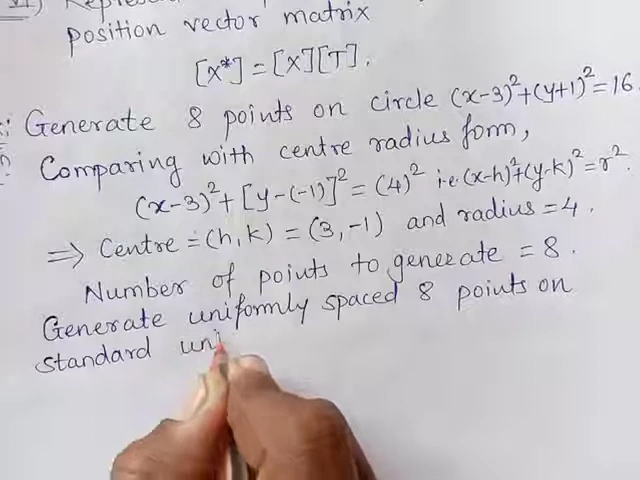 position vector matrix
[X*] = [X][T].
Generate 8 points on circle (x-3)²+(y+1)²=16.
Comparing with centre radius form,
(x-3)²+[y-(-1)]² = (4)² i.e.(x-h)²+(y-k)²=r².
⇒ Centre = (h,k) = (3,-1) and radius = 4.
Number of points to generate = 8.
Generate uniformly spaced 8 points on
standard uni